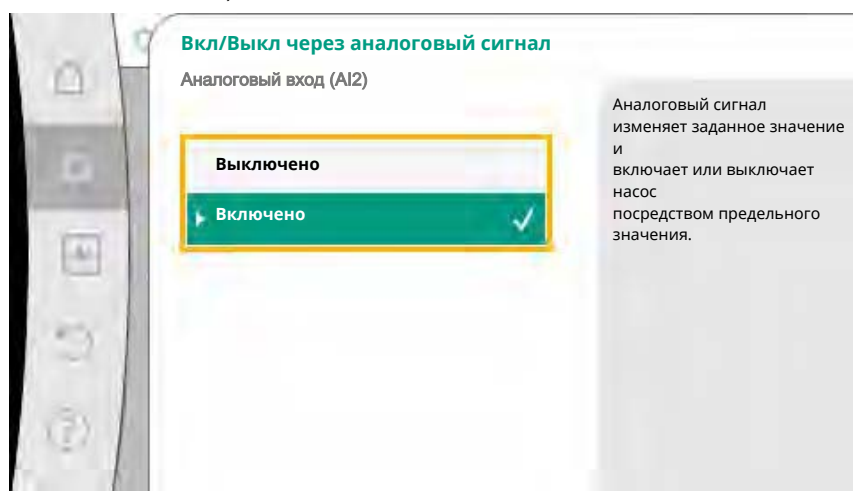 Вкл/Выкл через аналоговый сигнал
Аналоговый вход (AI2)
Выключено
Включено
Аналоговый сигнал
изменяет заданное значение
и
включает или выключает
насос
посредством предельного
значения.